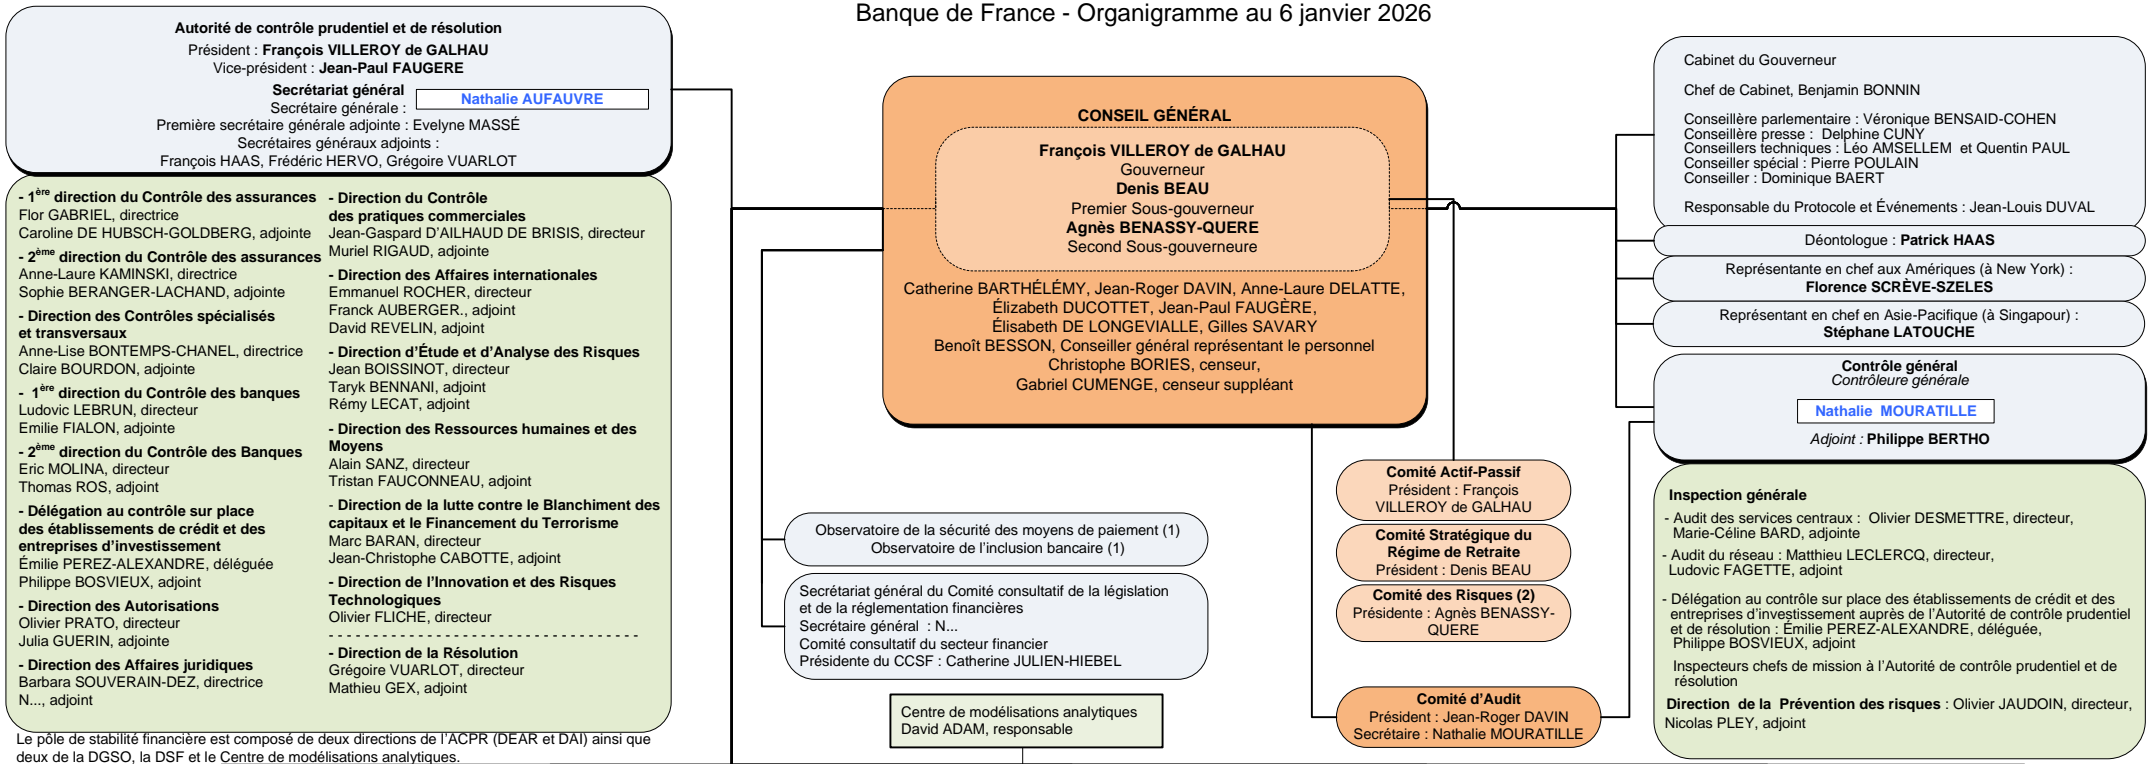 Banque de France - Organigramme au 6 janvier 2026
Autorité de contrôle prudentiel et de résolution
Président : François VILLEROY de GALHAU
Vice-président : Jean-Paul FAUGERE
Secrétariat général
Secrétaire générale : Nathalie AUFAUVRE
Première secrétaire générale adjointe : Evelyne MASSÉ
Secrétaires généraux adjoints :
François HAAS, Frédéric HERVO, Grégoire VUARLOT
- 1ère direction du Contrôle des assurances
Flor GABRIEL, directrice
Caroline DE HUBSCH-GOLDBERG, adjointe
- 2ème direction du Contrôle des assurances
Anne-Laure KAMINSKI, directrice
Sophie BERANGER-LACHAND, adjointe
- Direction des Contrôles spécialisés
et transversaux
Anne-Lise BONTEMPS-CHANEL, directrice
Claire BOURDON, adjointe
- 1ère direction du Contrôle des banques
Ludovic LEBRUN, directeur
Emilie FIALON, adjointe
- 2ème direction du Contrôle des Banques
Eric MOLINA, directeur
Thomas ROS, adjoint
- Délégation au contrôle sur place
des établissements de crédit et des
entreprises d'investissement
Émilie PEREZ-ALEXANDRE, déléguée
Philippe BOSVIEUX, adjoint
- Direction des Autorisations
Olivier PRATO, directeur
Julia GUERIN, adjointe
- Direction des Affaires juridiques
Barbara SOUVERAIN-DEZ, directrice
N..., adjoint
- Direction du Contrôle
des pratiques commerciales
Jean-Gaspard D'AILHAUD DE BRISIS, directeur
Muriel RIGAUD, adjointe
- Direction des Affaires internationales
Emmanuel ROCHER, directeur
Franck AUBERGER., adjoint
David REVELIN, adjoint
- Direction d'Étude et d'Analyse des Risques
Jean BOISSINOT, directeur
Taryk BENNANI, adjoint
Rémy LECAT, adjoint
- Direction des Ressources humaines et des
Moyens
Alain SANZ, directeur
Tristan FAUCONNEAU, adjoint
- Direction de la lutte contre le Blanchiment des
capitaux et le Financement du Terrorisme
Marc BARAN, directeur
Jean-Christophe CABOTTE, adjoint
- Direction de l'Innovation et des Risques
Technologiques
Olivier FLICHE, directeur
- Direction de la Résolution
Grégoire VUARLOT, directeur
Mathieu GEX, adjoint
Le pôle de stabilité financière est composé de deux directions de l'ACPR (DEAR et DAI) ainsi que
deux de la DGSO, la DSF et le Centre de modélisations analytiques.
CONSEIL GÉNÉRAL
François VILLEROY de GALHAU
Gouverneur
Denis BEAU
Premier Sous-gouverneur
Agnès BENASSY-QUERE
Second Sous-gouverneure
Catherine BARTHÉLÉMY, Jean-Roger DAVIN, Anne-Laure DELATTE,
Élizabeth DUCOTTET, Jean-Paul FAUGÈRE,
Élisabeth DE LONGEVIALLE, Gilles SAVARY
Benoît BESSON, Conseiller général représentant le personnel
Christophe BORIES, censeur,
Gabriel CUMENGE, censeur suppléant
Observatoire de la sécurité des moyens de paiement (1)
Observatoire de l'inclusion bancaire (1)
Secrétariat général du Comité consultatif de la législation
et de la réglementation financières
Secrétaire général : N...
Comité consultatif du secteur financier
Présidente du CCSF : Catherine JULIEN-HIEBEL
Centre de modélisations analytiques
David ADAM, responsable
Comité Actif-Passif
Président : François
VILLEROY de GALHAU
Comité Stratégique du
Régime de Retraite
Président : Denis BEAU
Comité des Risques (2)
Présidente : Agnès BENASSY-
QUERE
Comité d'Audit
Président : Jean-Roger DAVIN
Secrétaire : Nathalie MOURATILLE
Cabinet du Gouverneur
Chef de Cabinet, Benjamin BONNIN
Conseillère parlementaire : Véronique BENSAID-COHEN
Conseillère presse : Delphine CUNY
Conseillers techniques : Léo AMSELLEM et Quentin PAUL
Conseiller spécial : Pierre POULAIN
Conseiller : Dominique BAERT
Responsable du Protocole et Événements : Jean-Louis DUVAL
Déontologue : Patrick HAAS
Représentante en chef aux Amériques (à New York) :
Florence SCRÈVE-SZELES
Représentant en chef en Asie-Pacifique (à Singapour) :
Stéphane LATOUCHE
Contrôle général
Contrôleure générale
Nathalie MOURATILLE
Adjoint : Philippe BERTHO
Inspection générale
- Audit des services centraux : Olivier DESMETTRE, directeur,
Marie-Céline BARD, adjointe
- Audit du réseau : Matthieu LECLERCQ, directeur,
Ludovic FAGETTE, adjoint
- Délégation au contrôle sur place des établissements de crédit et des
entreprises d'investissement auprès de l'Autorité de contrôle prudentiel
et de résolution : Émilie PEREZ-ALEXANDRE, déléguée,
Philippe BOSVIEUX, adjoint
Inspecteurs chefs de mission à l'Autorité de contrôle prudentiel et de
résolution
Direction de la Prévention des risques : Olivier JAUDOIN, directeur,
Nicolas PLEY, adjoint